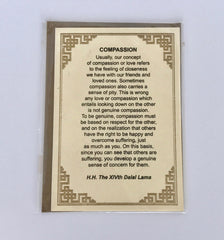 COMPASSION
Usually, our concept
of compassion or love refers
to the feeling of closeness
we have with our friends and
loved ones. Sometimes
compassion also carries a
sense of pity. This is wrong
any love or compassion which
entails looking down on the
other is not genuine compassion.
To be genuine, compassion must
be based on respect for the other,
and on the realization that others
have the right to be happy and
overcome suffering, just
as much as you. On this basis,
since you can see that others are
suffering, you develop a genuine
sense of concern for them.
H.H. The XIVth Dalai Lama